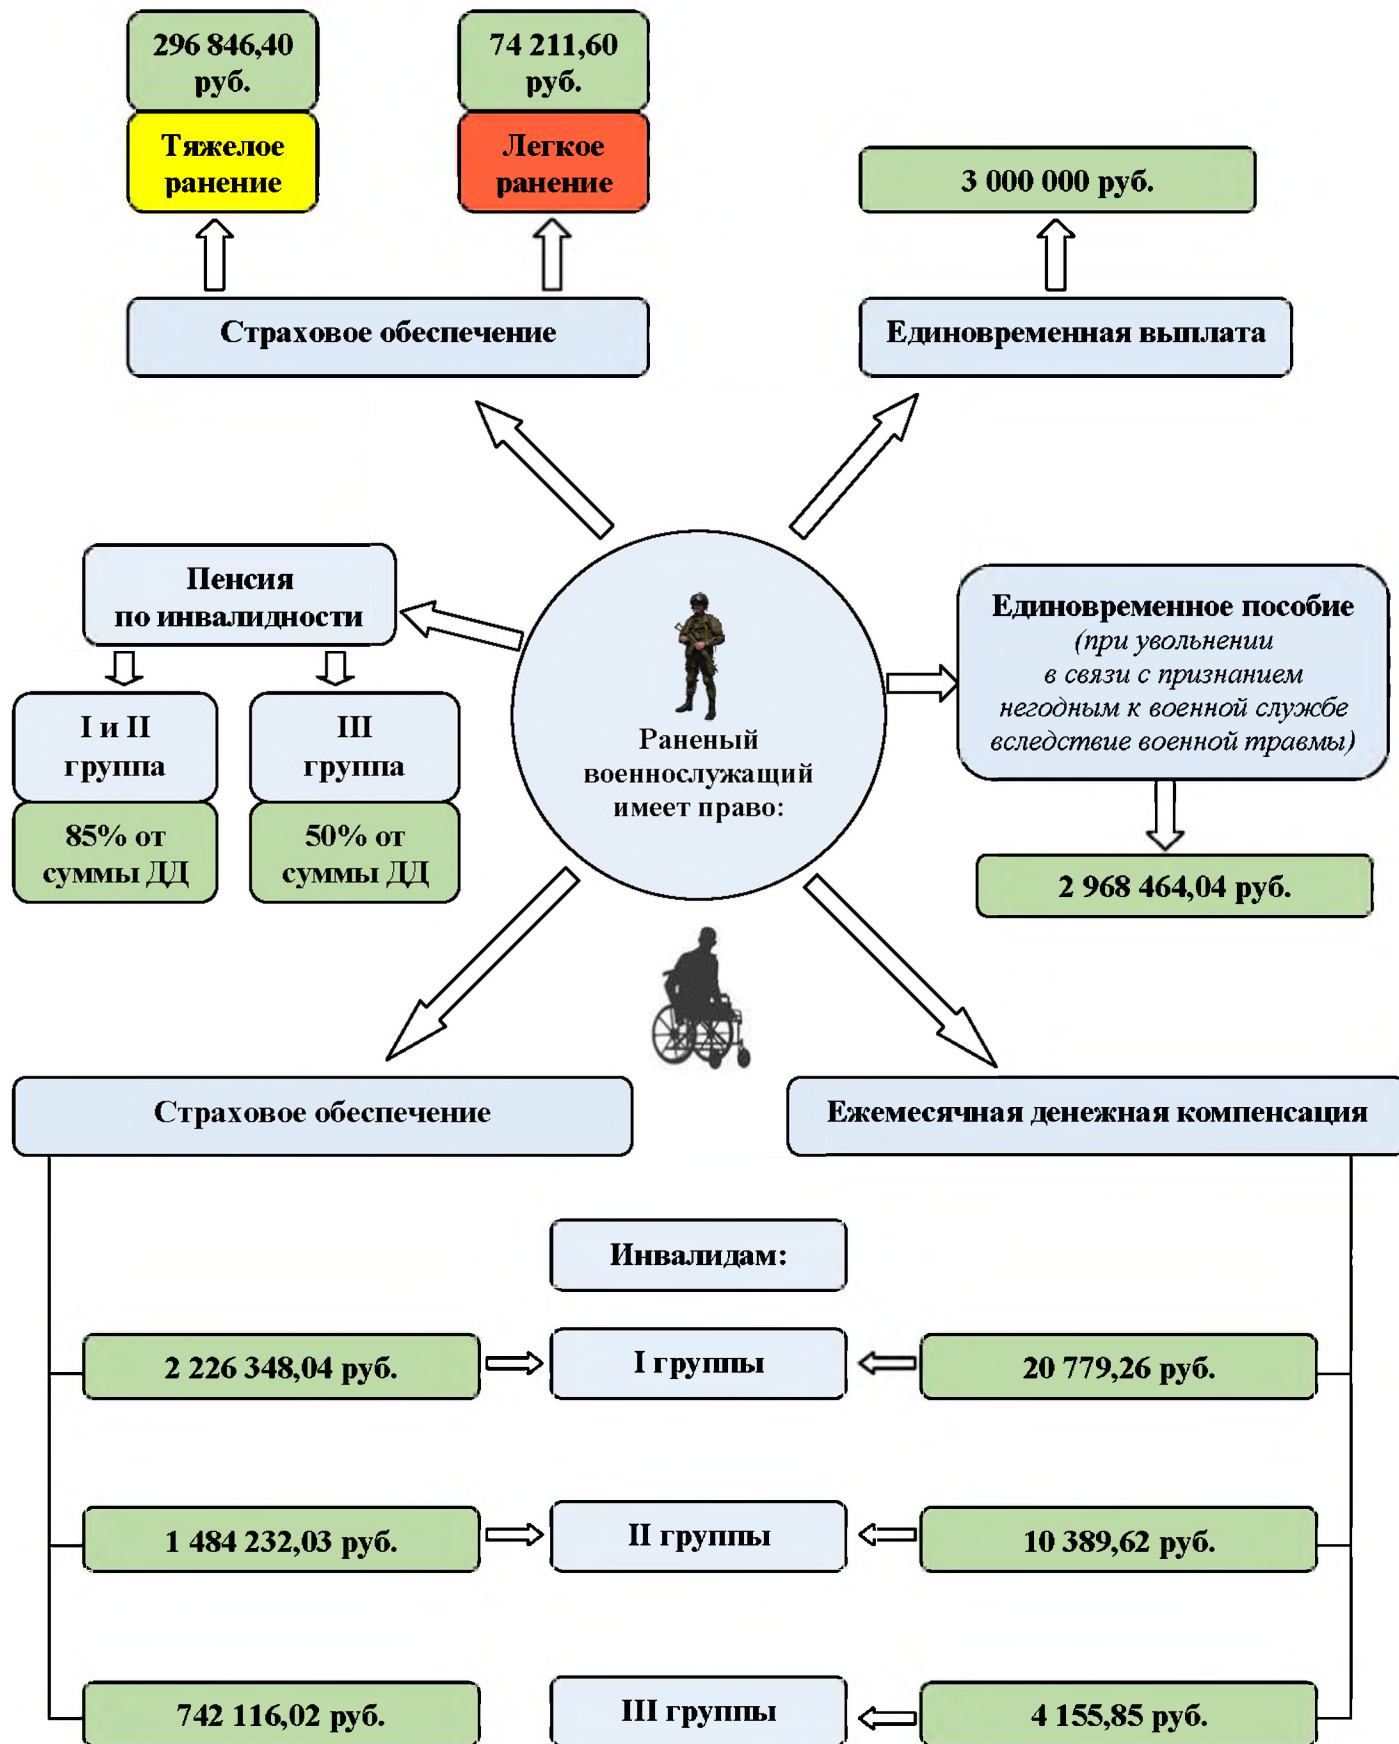 296 846,40
руб.
Тяжелое
ранение
74 211,60
руб.
Легкое
ранение
3 000 000 руб.
Страховое обеспечение
Единовременная выплата
Пенсия
по инвалидности
I и II
группа
85% от
суммы ДД
III
группа
50% от
суммы ДД
Раненый
военнослужащий
имеет право:
Единовременное пособие
(при увольнении
в связи с признанием
негодным к военной службе
вследствие военной травмы)
2 968 464,04 руб.
Страховое обеспечение
Ежемесячная денежная компенсация
Инвалидам:
2 226 348,04 руб.
I группы
20 779,26 руб.
1 484 232,03 руб.
II группы
10 389,62 руб.
742 116,02 руб.
III группы
4 155,85 руб.